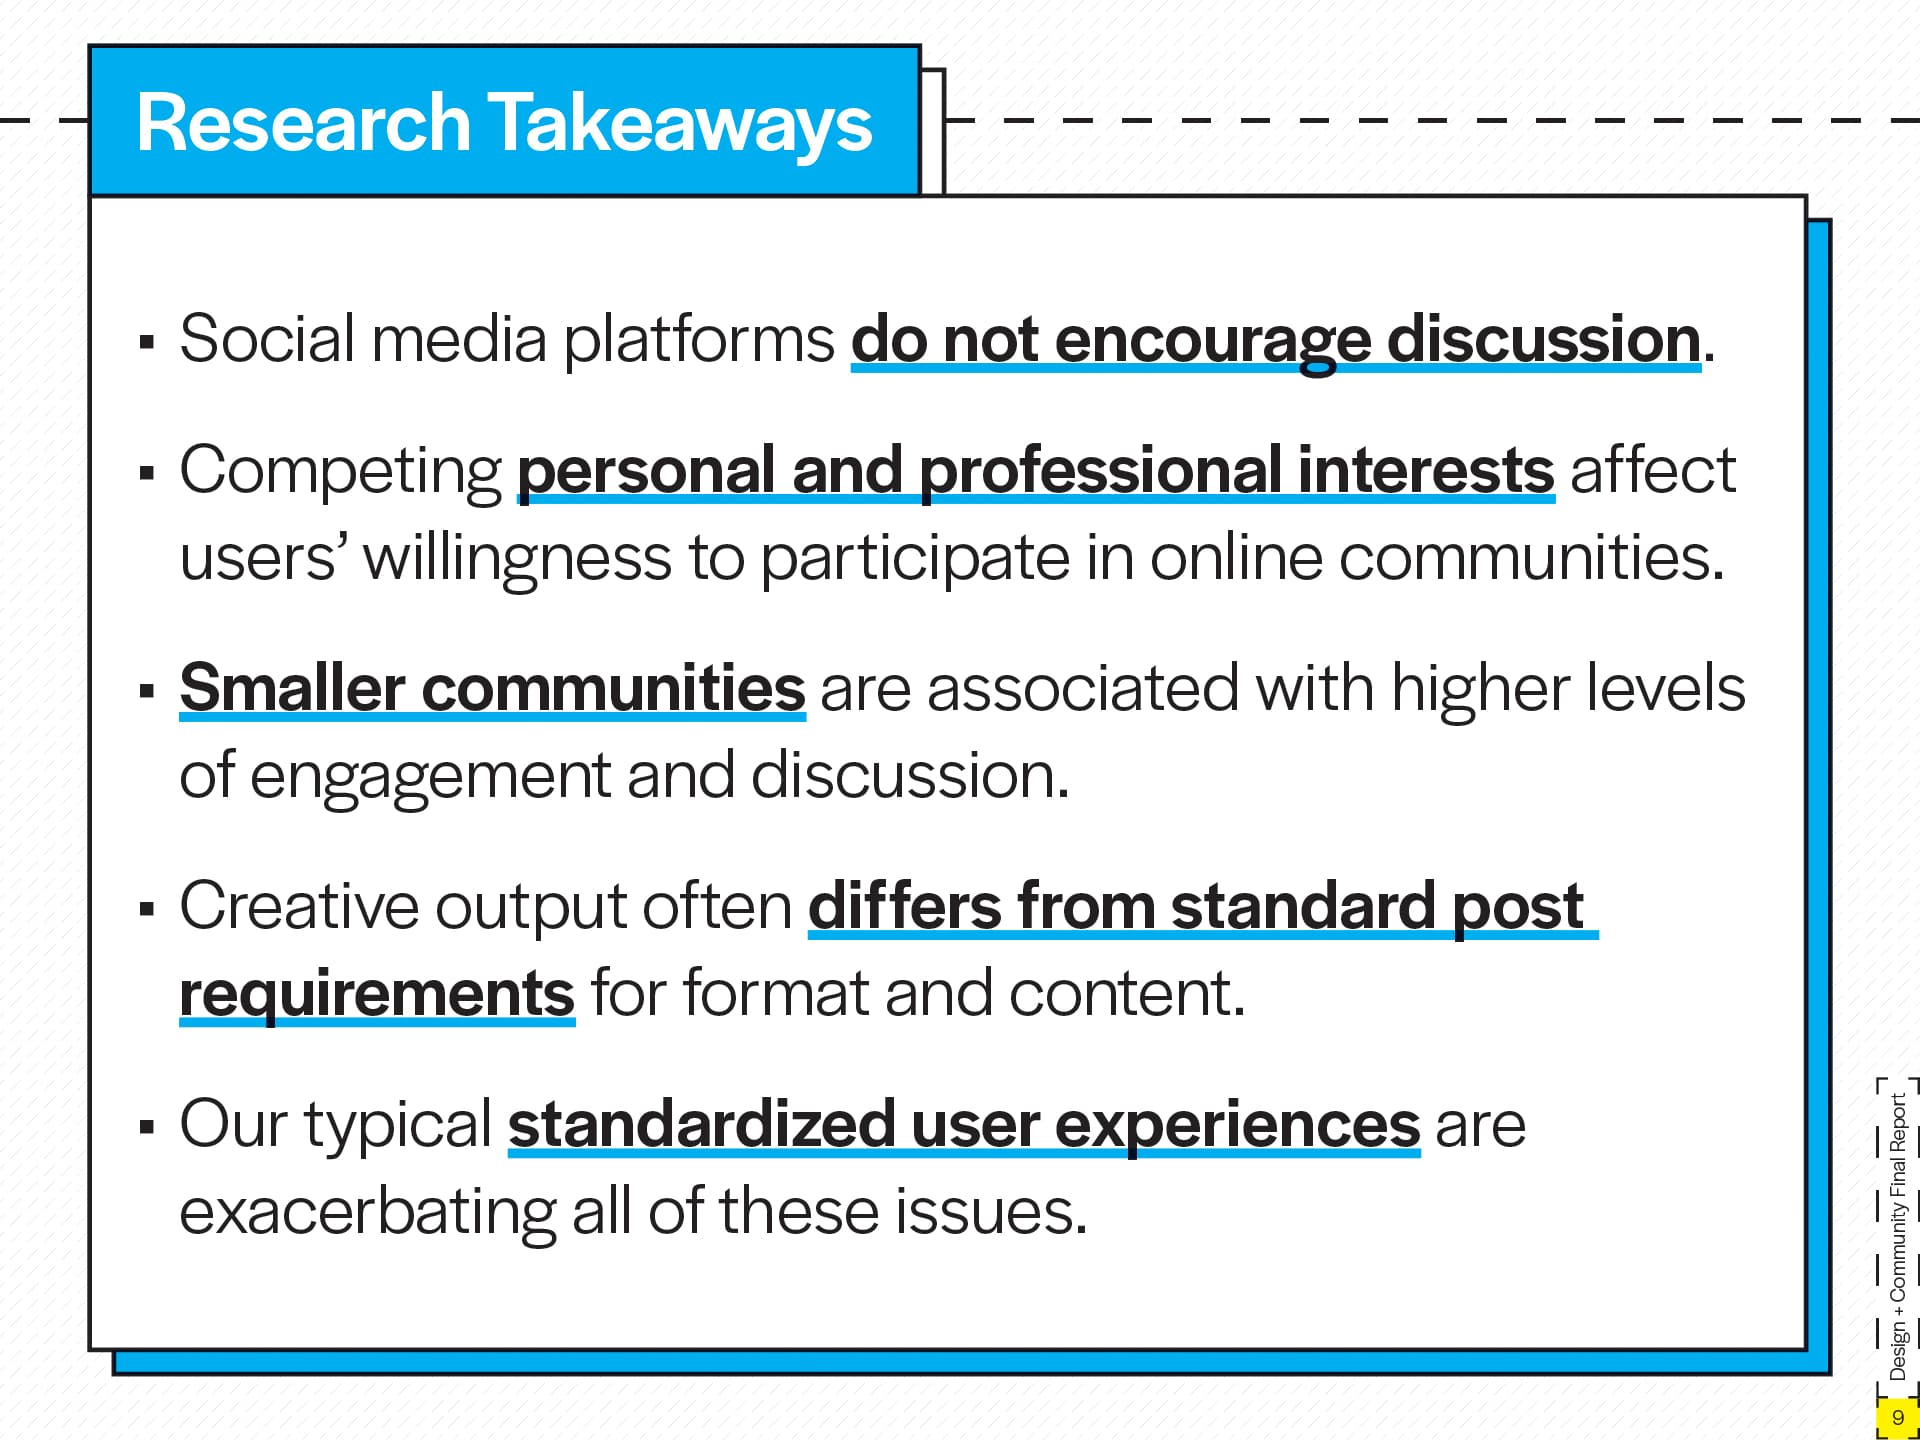 Research Takeaways
▪ Social media platforms do not encourage discussion.
▪ Competing personal and professional interests affect
users’ willingness to participate in online communities.
▪ Smaller communities are associated with higher levels
of engagement and discussion.
▪ Creative output often differs from standard post
requirements for format and content.
▪ Our typical standardized user experiences are
exacerbating all of these issues.
Design + Community Final Report
9